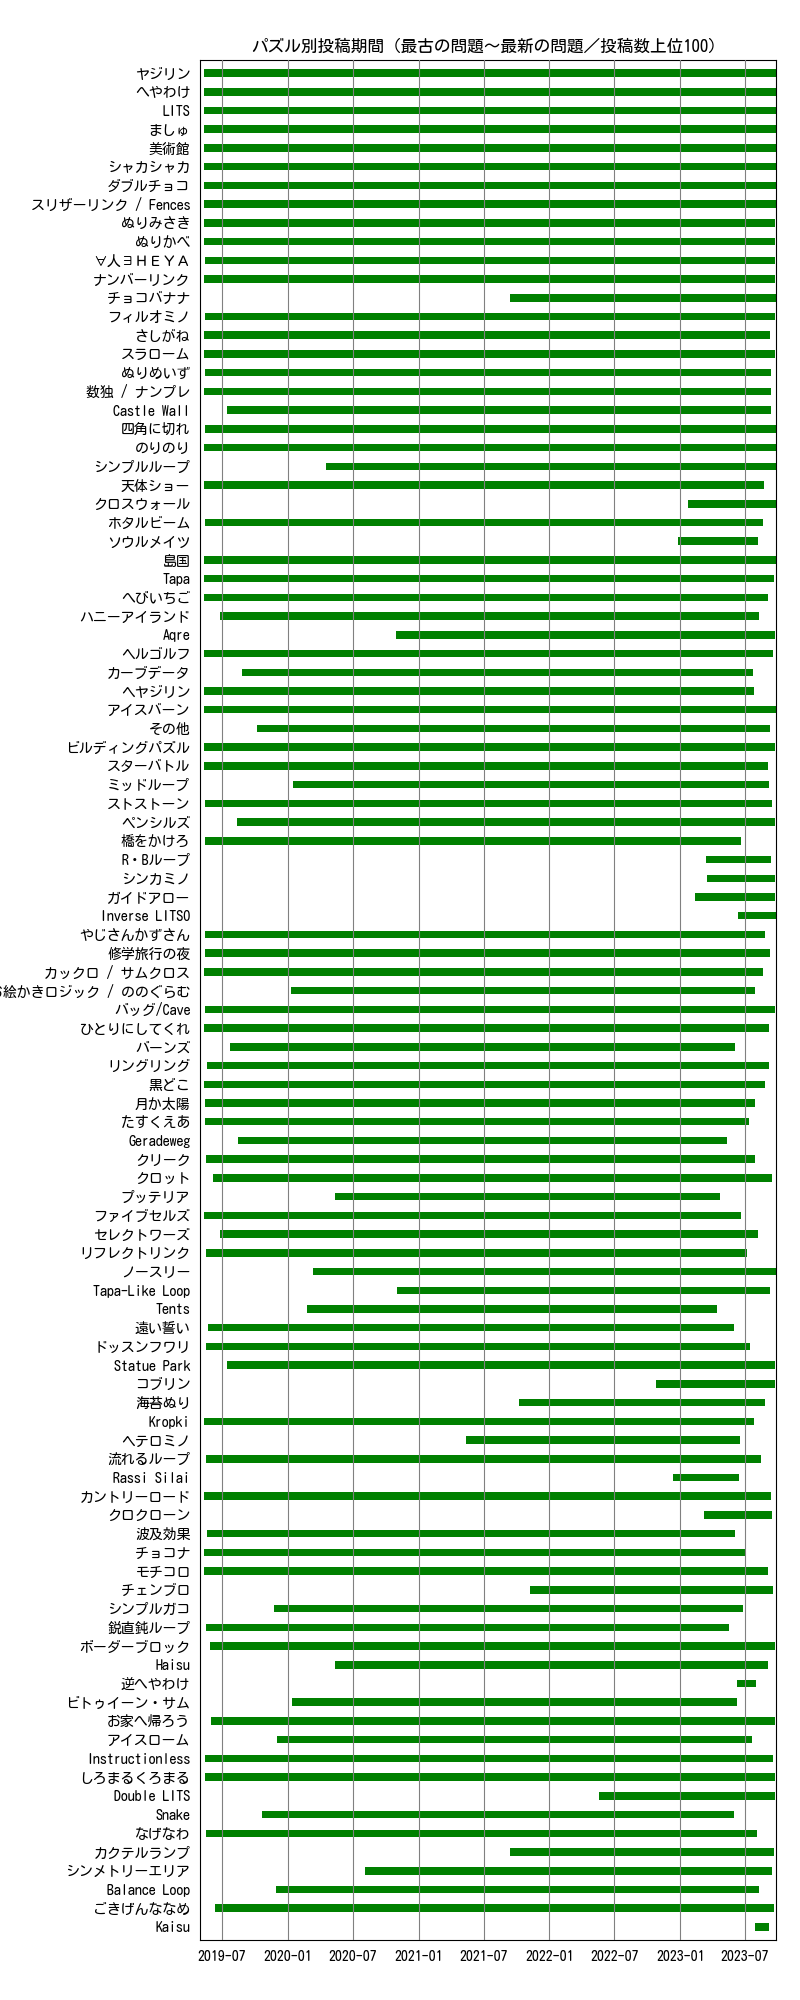 パズル別投稿期間（最古の問題～最新の問題／投稿数上位100）
ヤジリン
へやわけ
LITS
ましゅ
美術館
シャカシャカ
ダブルチョコ
スリザーリンク / Fences
ぬりみさき
ぬりかべ
∀人∃ＨＥＹＡ
ナンバーリンク
チョコバナナ
フィルオミノ
さしがね
スラローム
ぬりめいず
数独 / ナンプレ
Castle Wall
四角に切れ
のりのり
シンプルループ
天体ショー
クロスウォール
ホタルビーム
ソウルメイツ
島国
Tapa
へびいちご
ハニーアイランド
Aqre
ヘルゴルフ
カーブデータ
ヘヤジリン
アイスバーン
その他
ビルディングパズル
スターバトル
ミッドループ
ストストーン
ペンシルズ
橋をかけろ
R・Bループ
シンカミノ
ガイドアロー
Inverse LITSO
やじさんかずさん
修学旅行の夜
カックロ / サムクロス
絵かきロジック / ののぐらむ
バッグ/Cave
ひとりにしてくれ
バーンズ
リングリング
黒どこ
月か太陽
たすくえあ
Geradeweg
クリーク
クロット
プッテリア
ファイブセルズ
セレクトワーズ
リフレクトリンク
ノースリー
Tapa-Like Loop
Tents
遠い誓い
ドッスンフワリ
Statue Park
コブリン
海苔ぬり
Kropki
ヘテロミノ
流れるループ
Rassi Silai
カントリーロード
クロクローン
波及効果
チョコナ
モチコロ
チェンブロ
シンプルガコ
鋭直鈍ループ
ボーダーブロック
Haisu
逆へやわけ
ビトゥイーン・サム
お家へ帰ろう
アイスローム
Instructionless
しろまるくろまる
Double LITS
Snake
なげなわ
カクテルランプ
シンメトリーエリア
Balance Loop
ごきげんななめ
Kaisu
2019-07 2020-01 2020-07 2021-01 2021-07 2022-01 2022-07 2023-01 2023-07